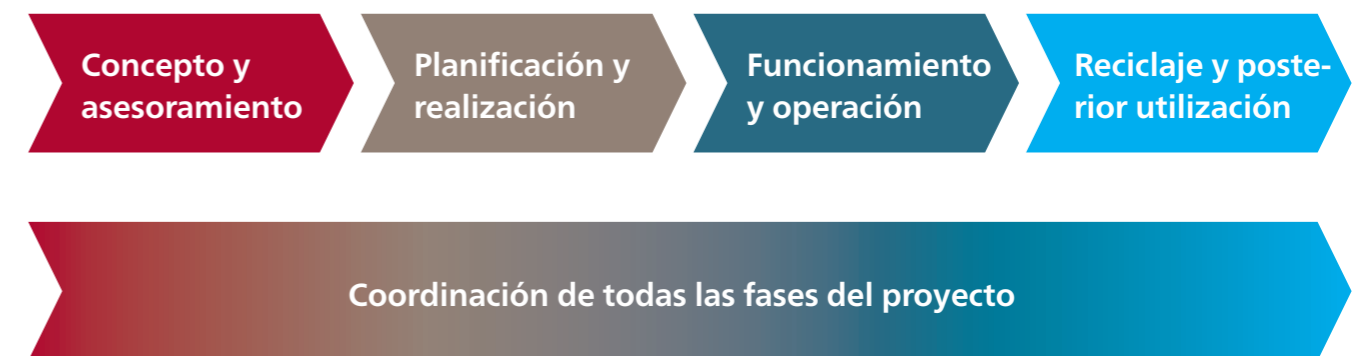 Concepto y
asesoramiento
Planificación y
realización
Funcionamiento
y operación
Reciclaje y poste-
rior utilización
Coordinación de todas las fases del proyecto